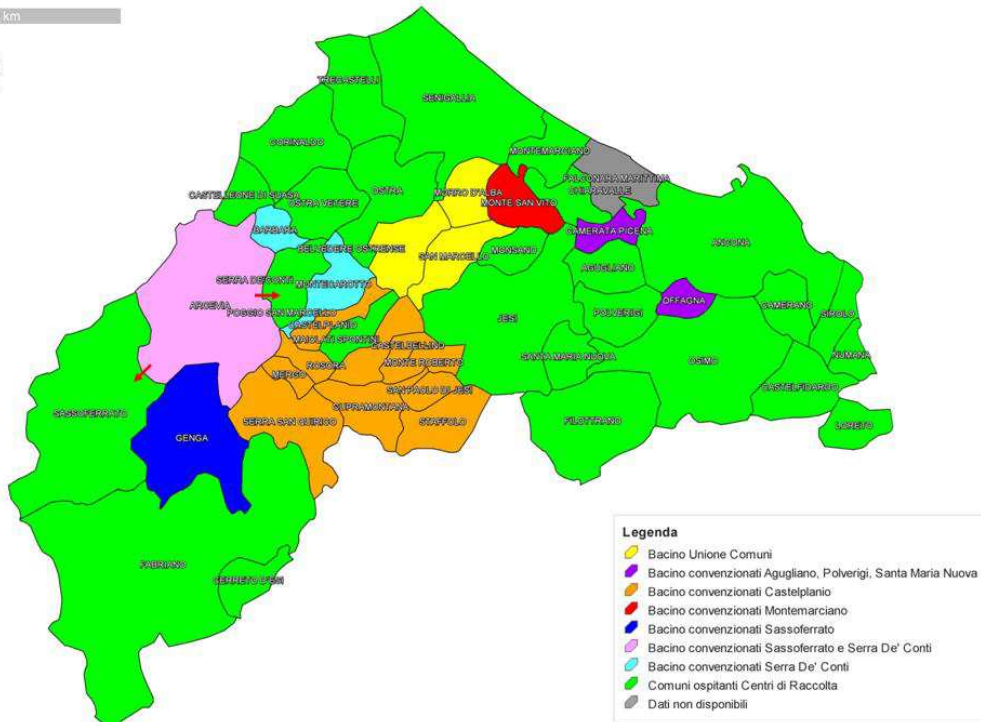 km
TRECASTELLI
SENIGALLIA
CORINALDO
MONTEMARCIANO
FALCONARA MARITTIMA
CHIARAVALLE
CASTELLEONE DI SUASA
OSTRA
OSTRA VETERE
MORRO D'ALBA
MONTE SAN VITO
BARBARA
CAMERATA PICENA
ANCONA
BELVEDERE OSTRENSE
SAN MARCELLO
MONSANO
AGUGLIANO
SERRA DE'CONTI
MONTECAROTTO
ARCEVIA
POGGIO SAN MARCELLO
OFFAGNA
CAMERANO
SIROLO
JESI
POLVERIGI
CASTELPLANIO
MAIOLATI SPONTINI
CASTELBELLINO
MONTE ROBERTO
SANTA MARIA NUOVA
OSIMO
NUMANA
ROSORA
MERGO
SAN PAOLO DI JESI
CASTELFIDARDO
SASSOFERRATO
CUPRAMONTANA
FILOTTRANO
SERRA SAN QUIRICO
STAFFOLO
LORETO
GENGA
FABRIANO
CERRETO D'ESI
Legenda
Bacino Unione Comuni
Bacino convenzionati Agugliano, Polverigi, Santa Maria Nuova
Bacino convenzionati Castelplanio
Bacino convenzionati Montemarciano
Bacino convenzionati Sassoferrato
Bacino convenzionati Sassoferrato e Serra De' Conti
Bacino convenzionati Serra De' Conti
Comuni ospitanti Centri di Raccolta
Dati non disponibili